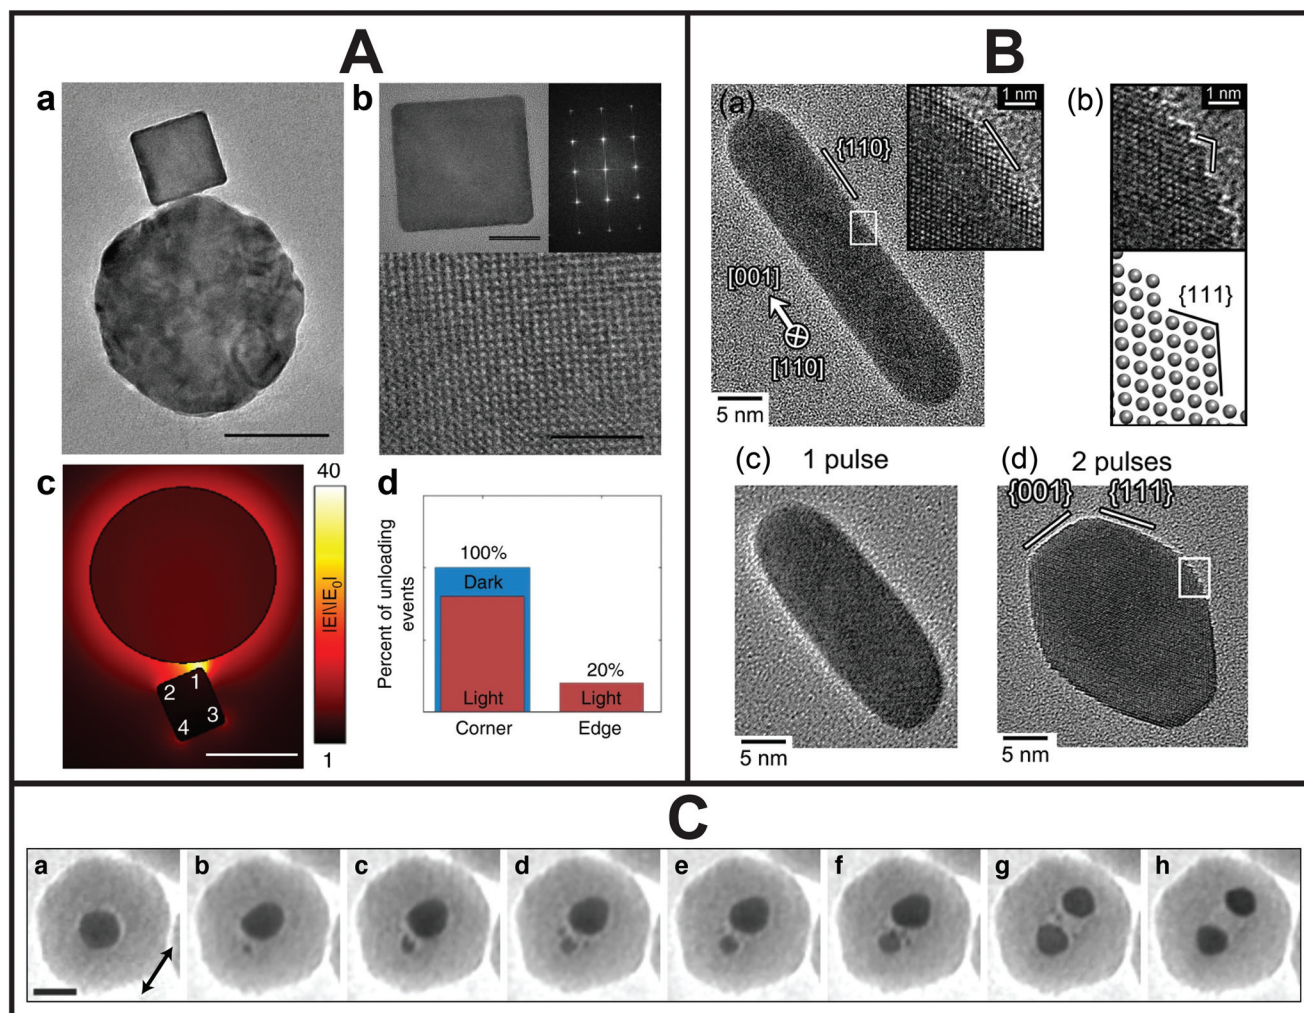 A
B
a
b
c
40
|E|\|E0|
1
1
2
3
4
d
Percent of unloading
events
100%
Dark
Light
20%
Light
Corner
Edge
(a)
{110}
1 nm
[001]
[110]
5 nm
(b)
1 nm
{111}
(c)
1 pulse
5 nm
(d)
2 pulses
{001}
{111}
5 nm
C
a
b
c
d
e
f
g
h